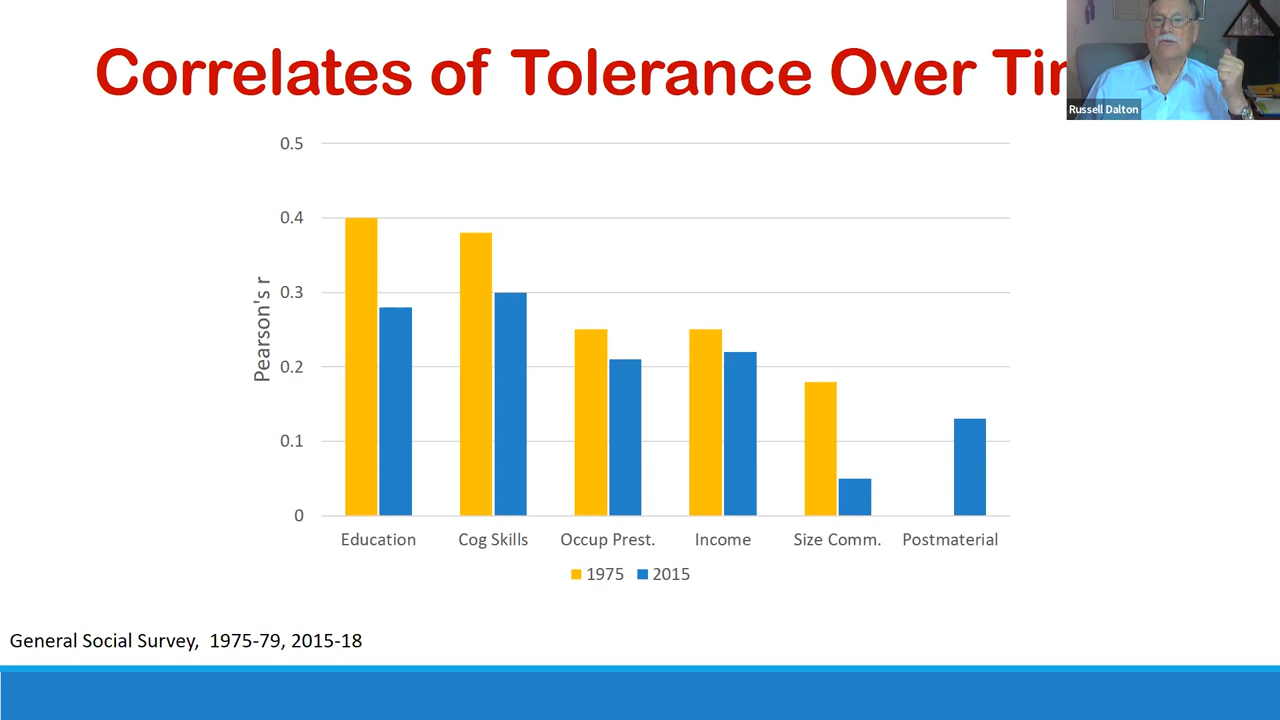 Correlates of Tolerance Over
Russell Dalton
0.5
0.4
0.3
0.2
0.1
0
Pearson's r
Education Cog Skills Occup Prest. Income Size Comm. Postmaterial
1975 2015
General Social Survey, 1975-79, 2015-18